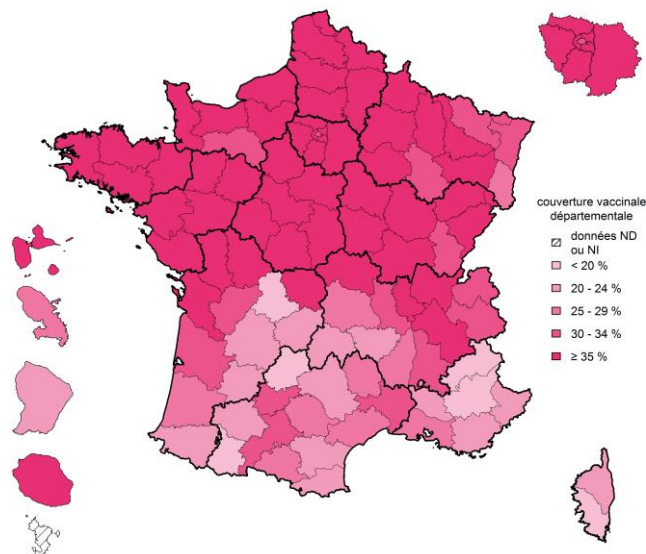 couverture vaccinale
départementale
données ND
ou NI
< 20 %
20 - 24 %
25 - 29 %
30 - 34 %
≥ 35 %